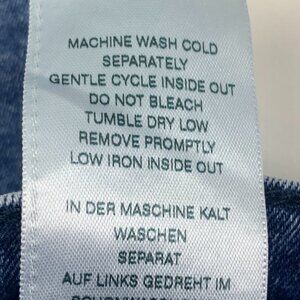 MACHINE WASH COLD
SEPARATELY
GENTLE CYCLE INSIDE OUT
DO NOT BLEACH
TUMBLE DRY LOW
REMOVE PROMPTLY
LOW IRON INSIDE OUT
IN DER MASCHINE KALT
WASCHEN
SEPARAT
AUF LINKS GEDREHT IM